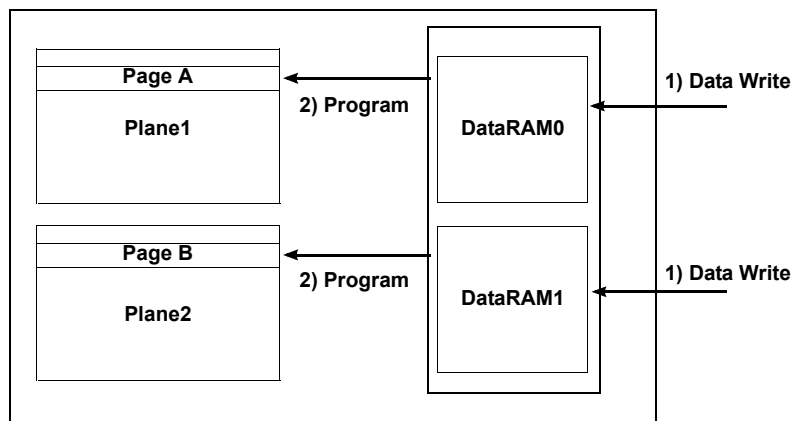 Page A
1) Data Write
2) Program
Plane1
DataRAM0
Page B
1) Data Write
2) Program
DataRAM1
Plane2